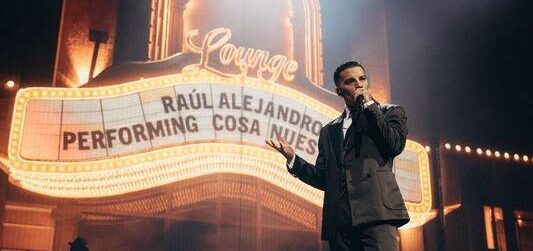 Lounge
RAÚL ALEJANDRO
PERFORMING COSA NUES